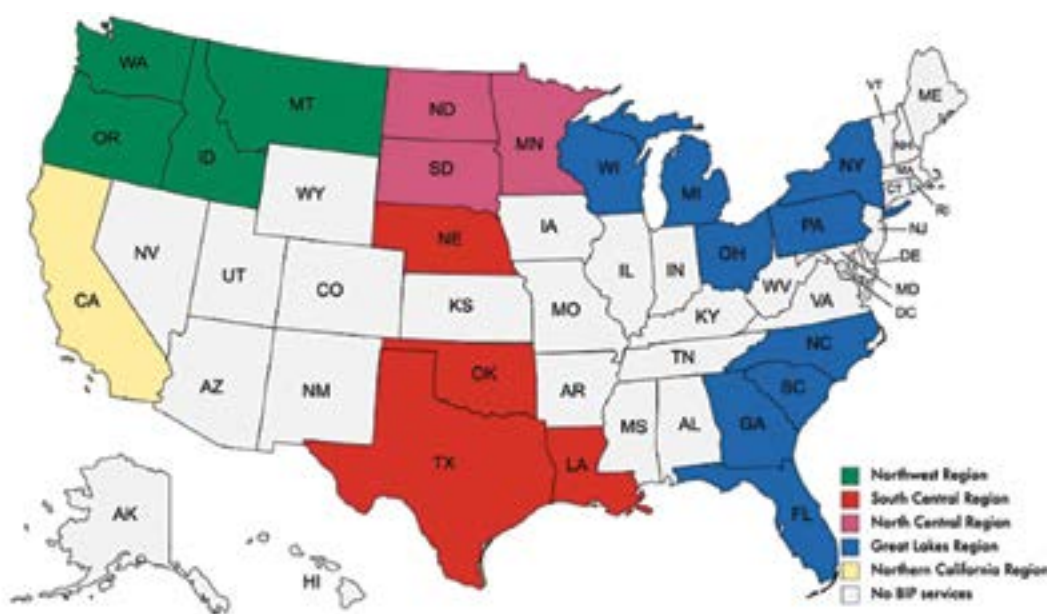 WA
MT
ND
MN
OR
ID
SD
WY
WI
MI
NY
VT
ME
NH
MA
CT
RI
NE
IA
PA
NJ
NV
UT
CO
IL
IN
OH
DE
CA
KS
MO
WV
VA
MD
DC
KY
AZ
NM
OK
AR
TN
NC
SC
MS
AL
GA
TX
LA
FL
AK
HI
Northwest Region
South Central Region
North Central Region
Great Lakes Region
Northern California Region
No BIP services